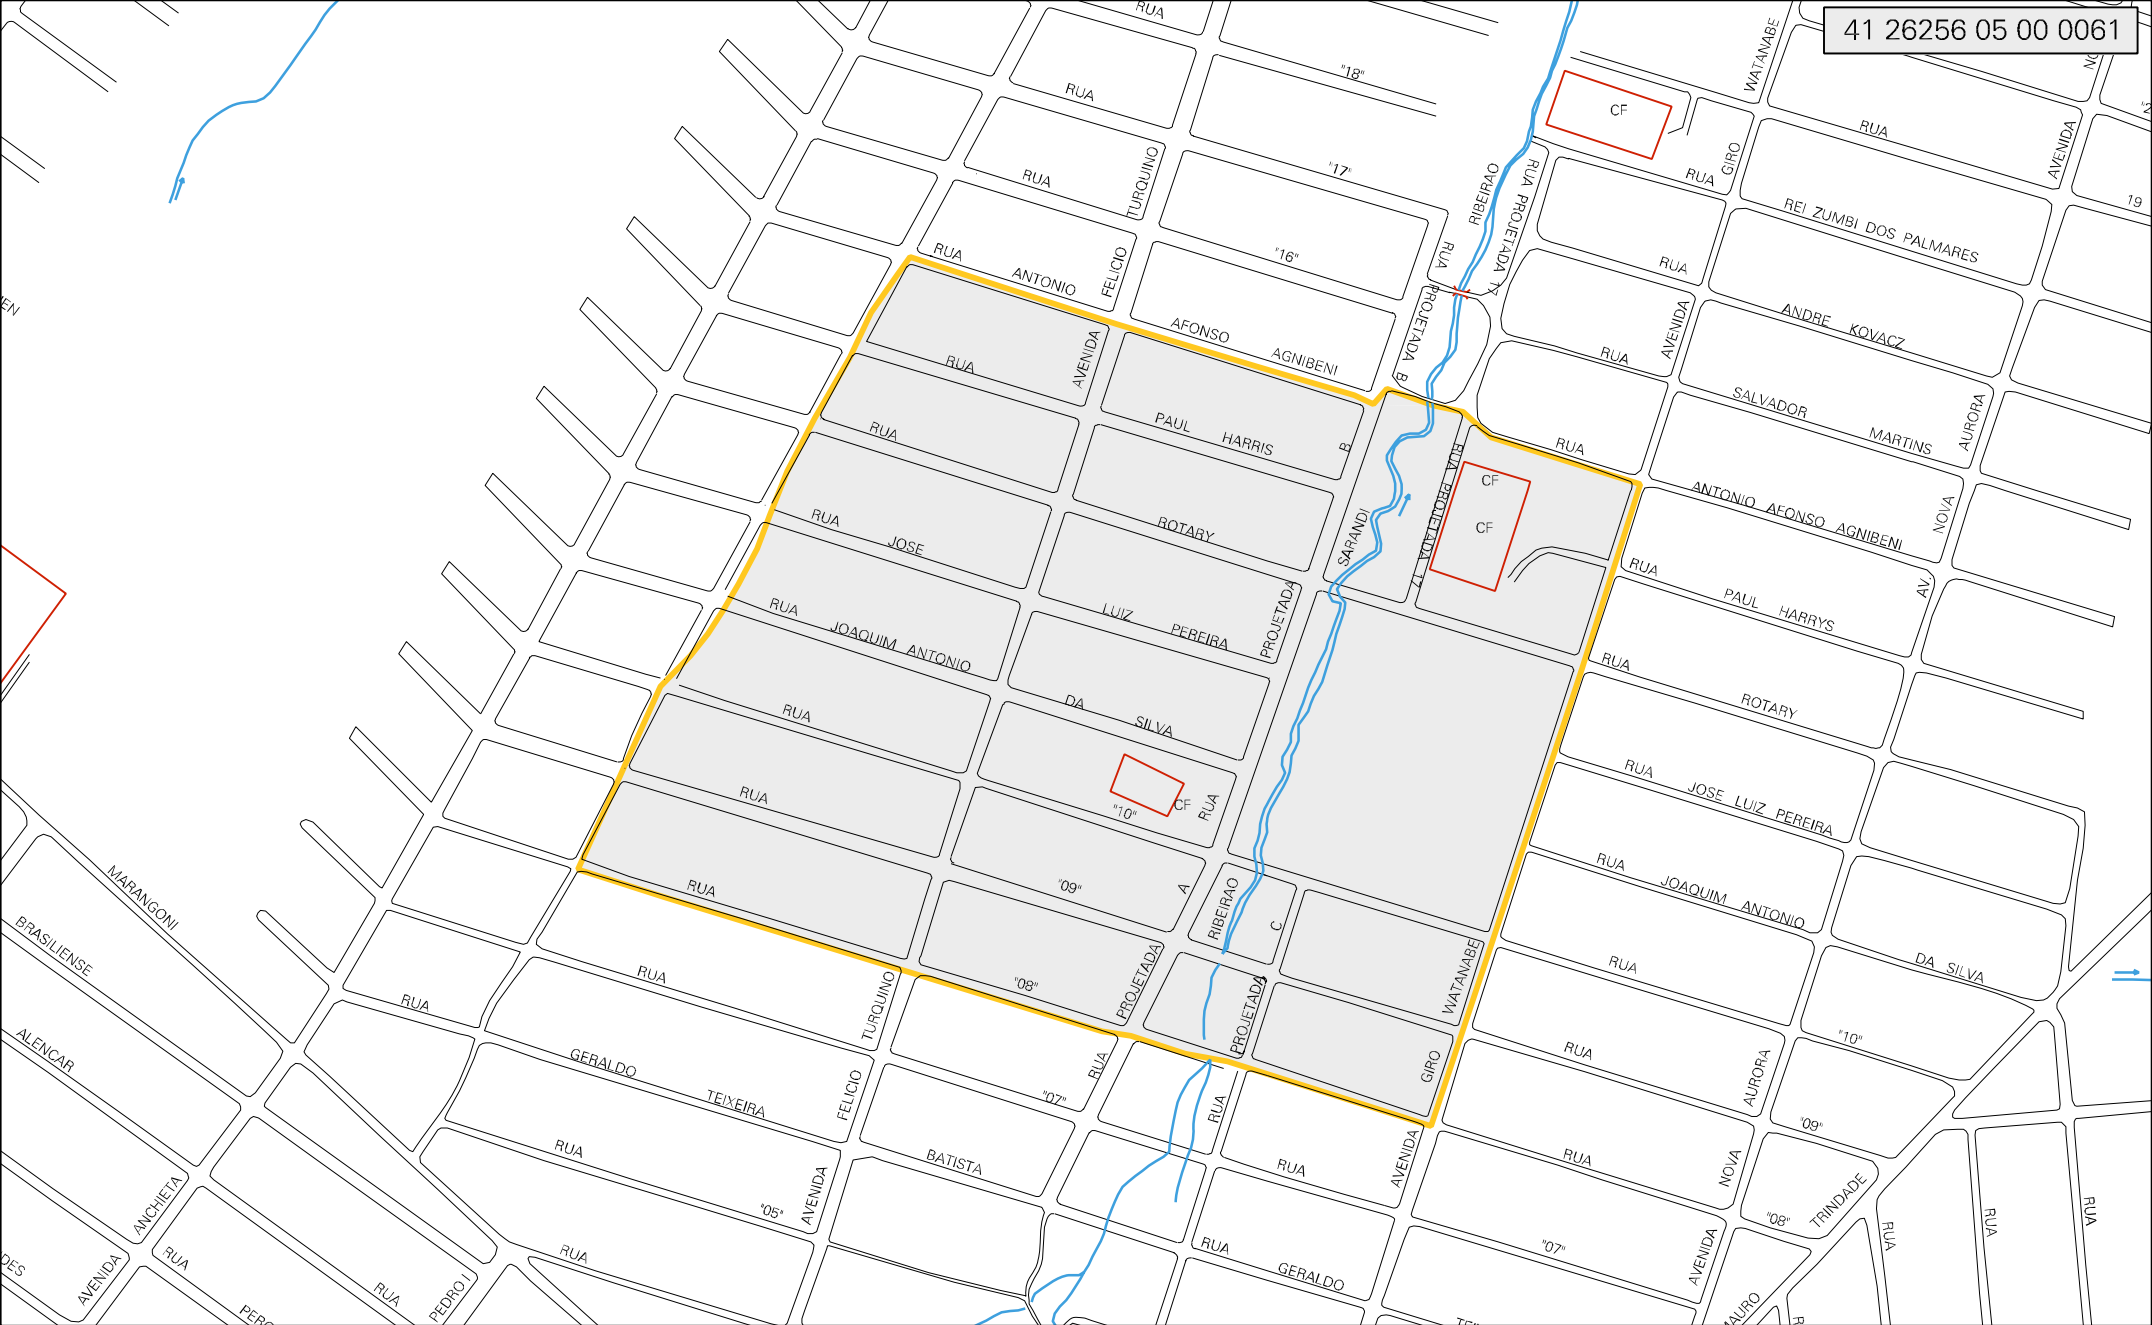 41 26256 05 00 0061
RUA
"18"
WATANABE
CF
RUA
RUA
AVENIDA
RUA
"17"
TURQUINO
RIBEIRAO
RUA PROJETADA 17
RUA
GIRO
19
REI ZUMBI DOS PALMARES
RUA ANTONIO
FELICIO
"16"
RUA
RUA
AFONSO AGNIBENI
PROJETADA B
AVENIDA
ANDRE KOVACZ
RUA
AVENIDA
RUA
PAUL HARRIS
B
SALVADOR MARTINS
AURORA
RUA
RUA
RUA PROJETADA 17
CF
CF
ANTONIO AFONSO AGNIBENI
NOVA
RUA
JOSE
ROTARY
SARANDI
RUA
PAUL HARRYS
AV.
RUA
JOAQUIM ANTONIO
LUIZ PEREIRA
PROJETADA
RUA
ROTARY
RUA
DA SILVA
RUA
JOSE LUIZ PEREIRA
RUA
"10"
CF
RUA
RUA
JOAQUIM ANTONIO
MARANGONI
RUA
"09"
A
RIBEIRAO
C
WATANABE
RUA
DA SILVA
BRASILIENSE
RUA
RUA
TURQUINO
"08"
PROJETADA
PROJETADA
GIRO
RUA
"10"
ALENCAR
GERALDO TEIXEIRA
FELICIO
"07"
RUA
RUA
AURORA
"09"
RUA
BATISTA
RUA
AVENIDA
RUA
NOVA
TRINDADE
"08"
ANCHIETA
"05"
AVENIDA
RUA
RUA
GERALDO
"07"
AVENIDA
RUA
RUA
RUA
AVENIDA
RUA
RUA
PEDRO I